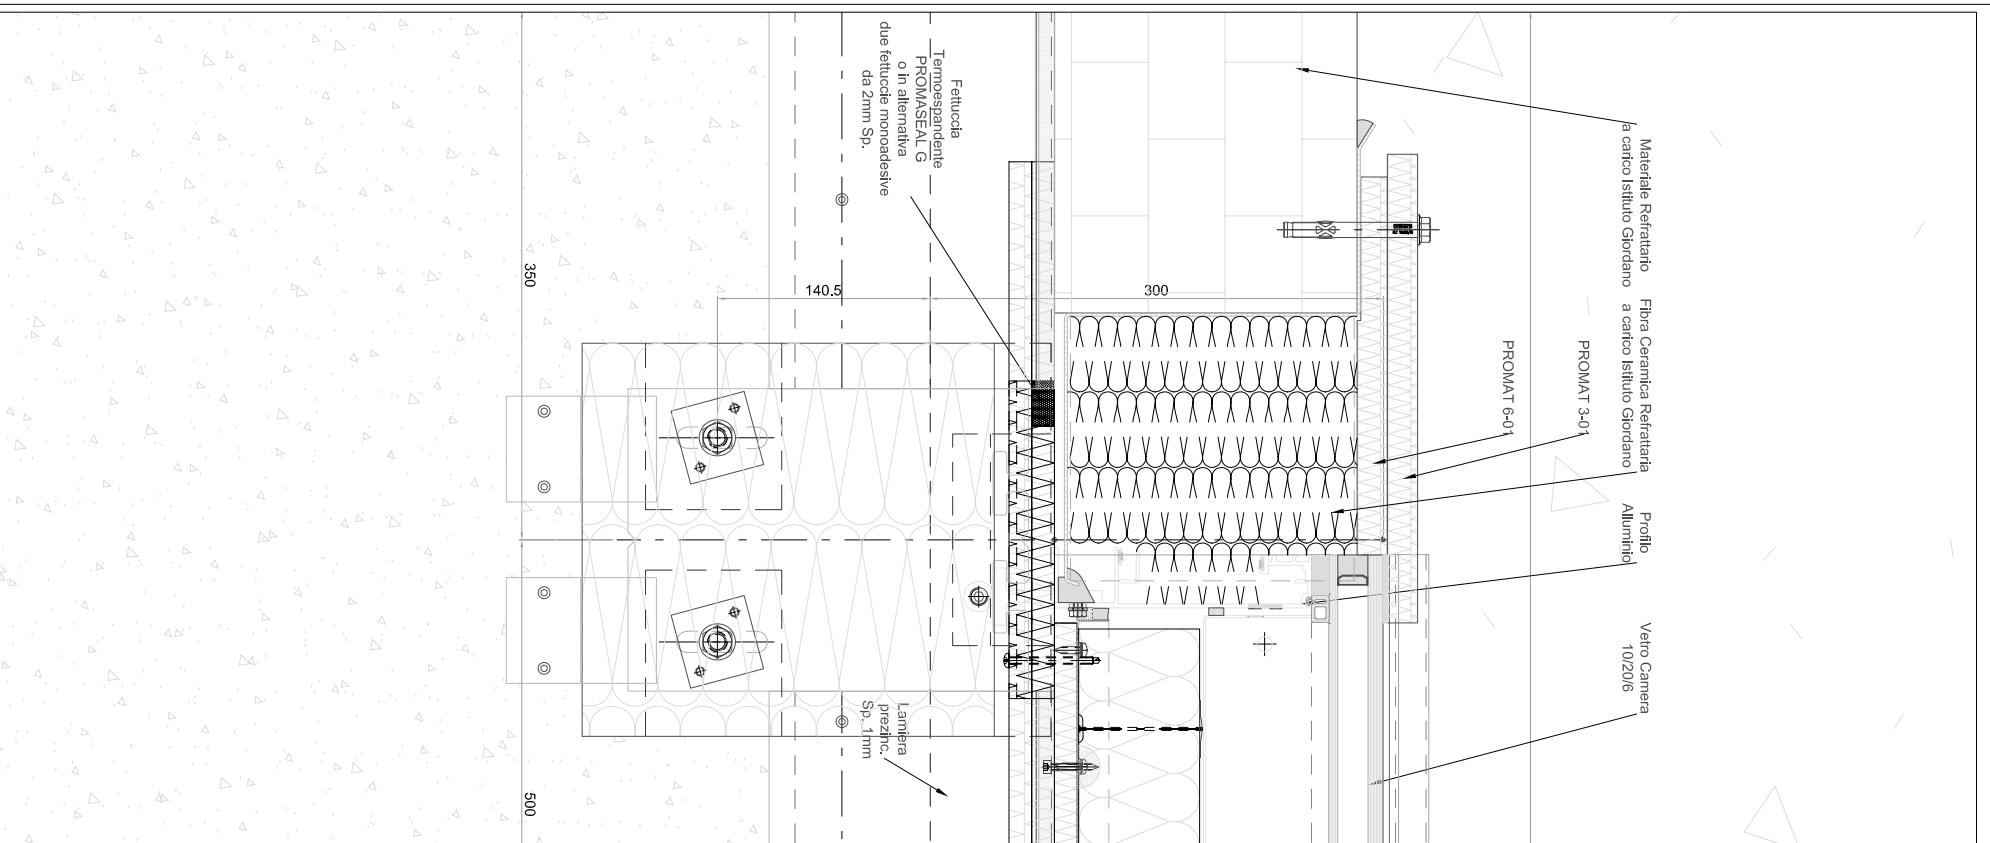 Materiale Refrattario
a carico Istituto Giordano
Fibra Ceramica Refrattaria
a carico Istituto Giordano
Profilo
Alluminio
Vetro Camera
10/20/6
PROMAT 3-01
PROMAT 6-01
Fettuccia
Termoespandente
PROMASEAL G
o in alternativa
due fettuccie monoadesive
da 2mm Sp.
Lamiera
prezinc.
Sp. 1mm
350
140.5
300
500